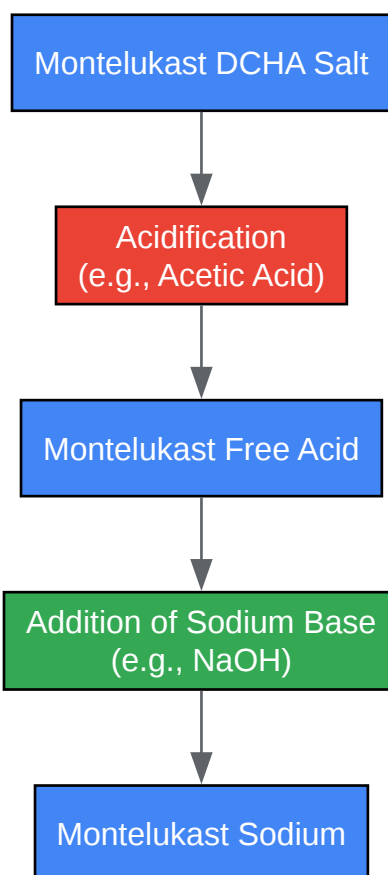 Montelukast DCHA Salt
Acidification
(e.g., Acetic Acid)
Montelukast Free Acid
Addition of Sodium Base
(e.g., NaOH)
Montelukast Sodium